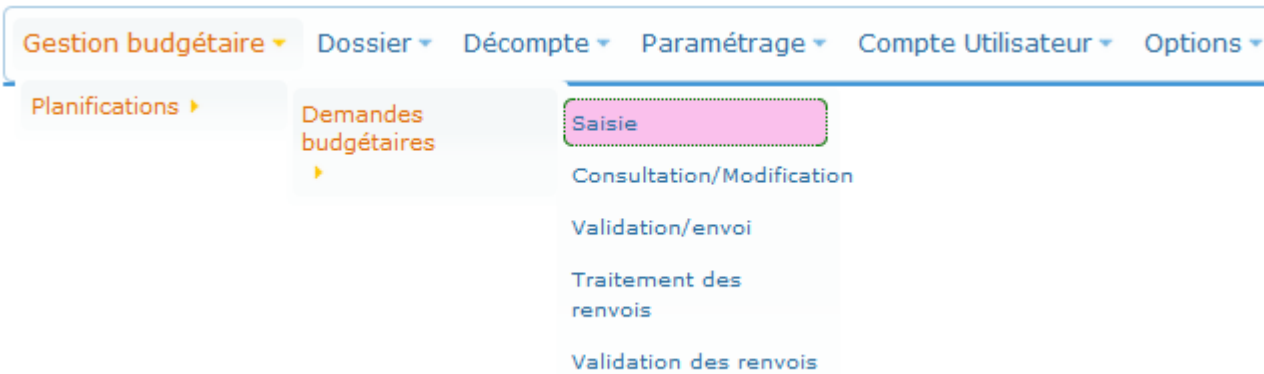 Gestion budgétaire Dossier Décompte Paramétrage Compte Utilisateur Options
Planifications
Demandes
budgétaires
Saisie
Consultation/Modification
Validation/envoi
Traitement des
renvois
Validation des renvois